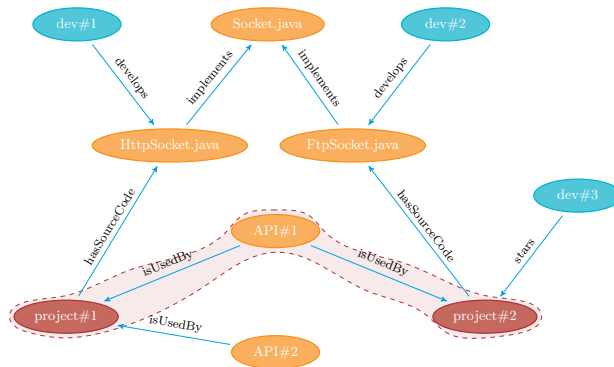 dev#1
Socket.java
dev#2
develops
implements
implements
develops
HttpSocket.java
FtpSocket.java
dev#3
hasSourceCode
hasSourceCode
API#1
stars
isUsedBy
isUsedBy
project#1
project#2
isUsedBy
API#2